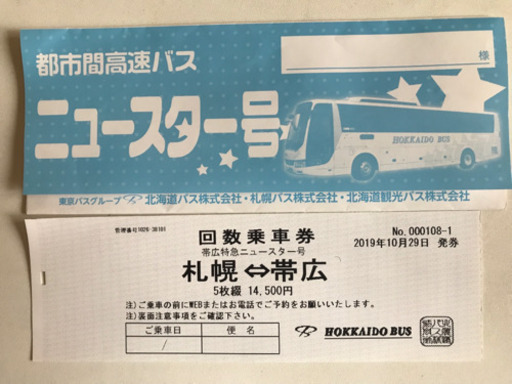 都市間高速バス
様
ニュースター号
HOKKAIDO BUS
東京バスグループ 北海道バス株式会社・札幌バス株式会社・北海道観光バス株式会社
回数乗車券
No.000108-1
帯広特急ニュースター号
2019年10月29日 発券
札幌⇔帯広
5枚綴 14,500円
注)ご乗車の前にWEBまたはお電話でご予約をお願いいたします。
注)裏面注意事項をご確認下さい。
ご乗車日 便名
/
HOKKAIDO BUS